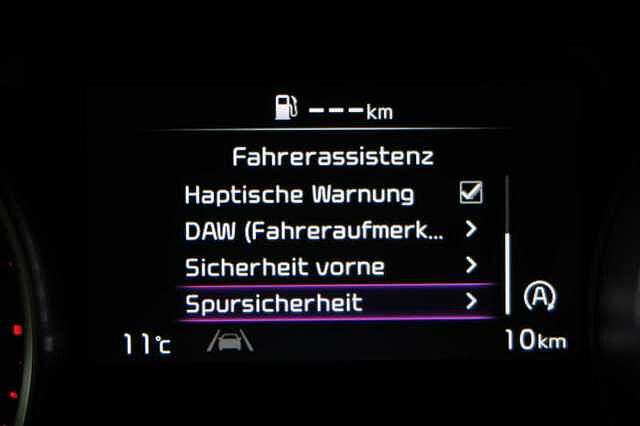 ---km
Fahrerassistenz
Haptische Warnung
DAW (Fahreraufmerk...
Sicherheit vorne
Spursicherheit
A
11°C
10km